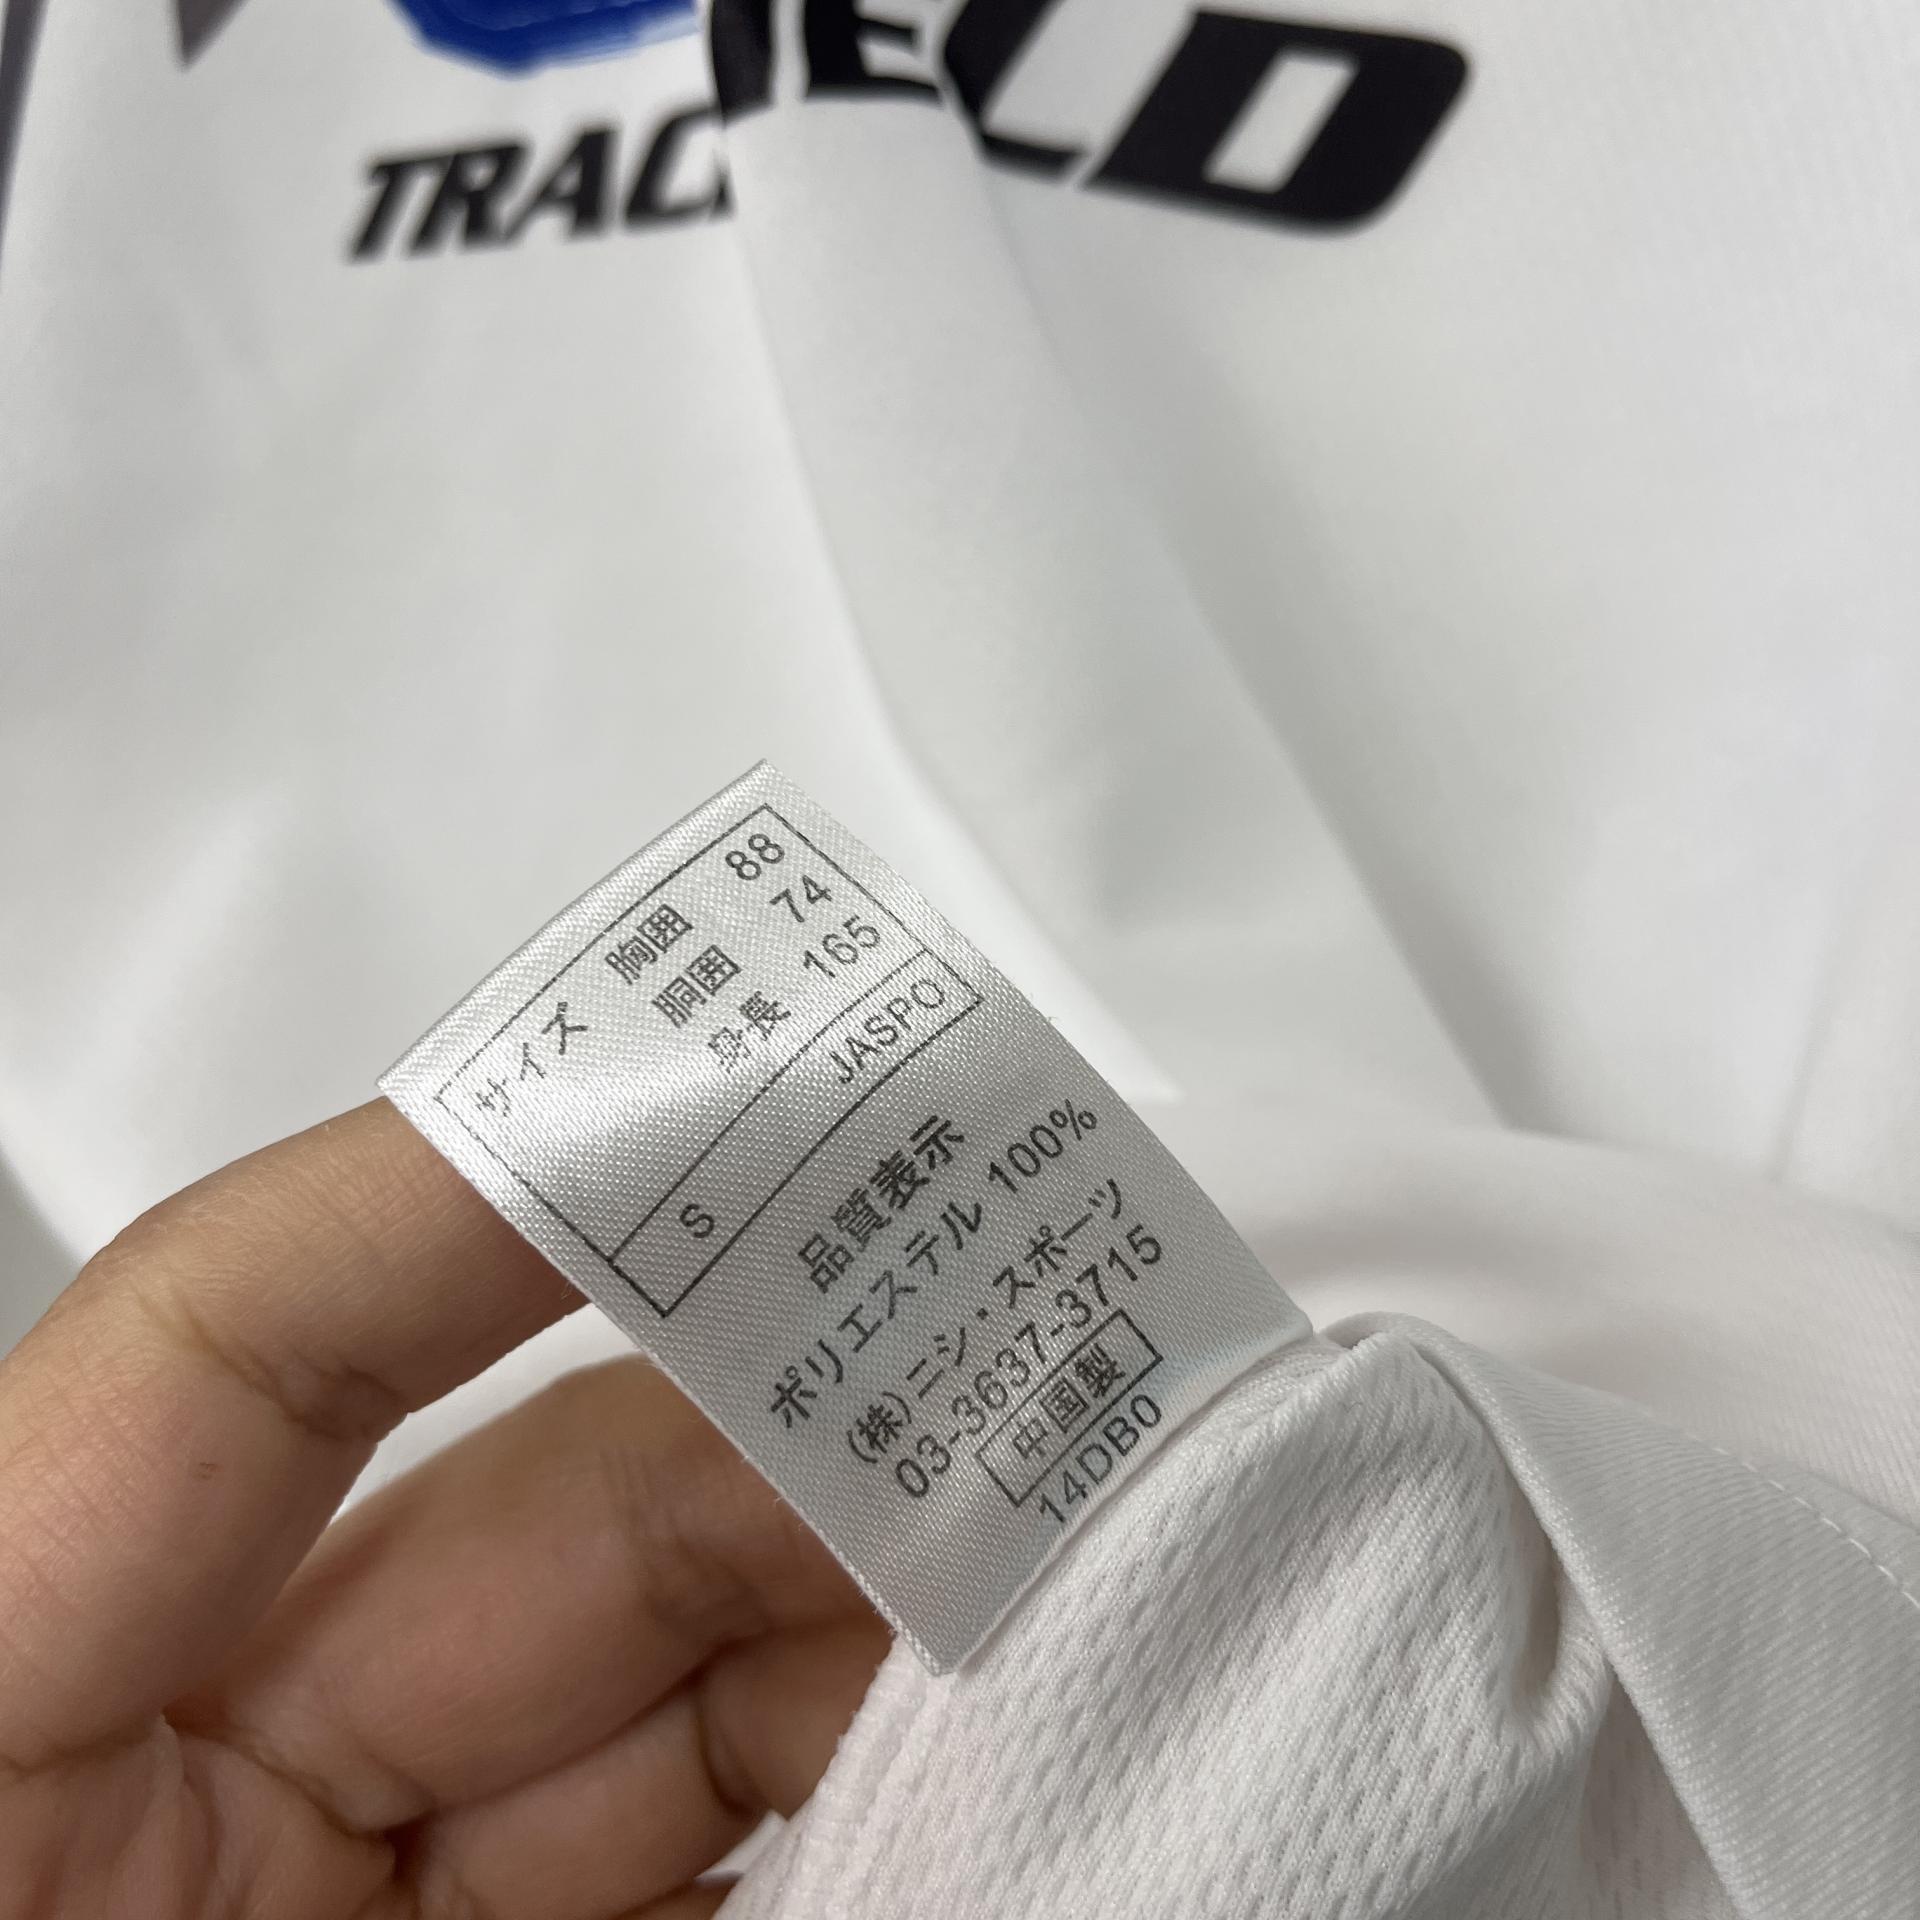 TRAC
ELD
サイズ
胸囲 88
胴囲 74
身長 165
S JASPO
品質表示
ポリエステル 100%
(株)ニシ・スポーツ
03-3637-3715
中国製
14DB0